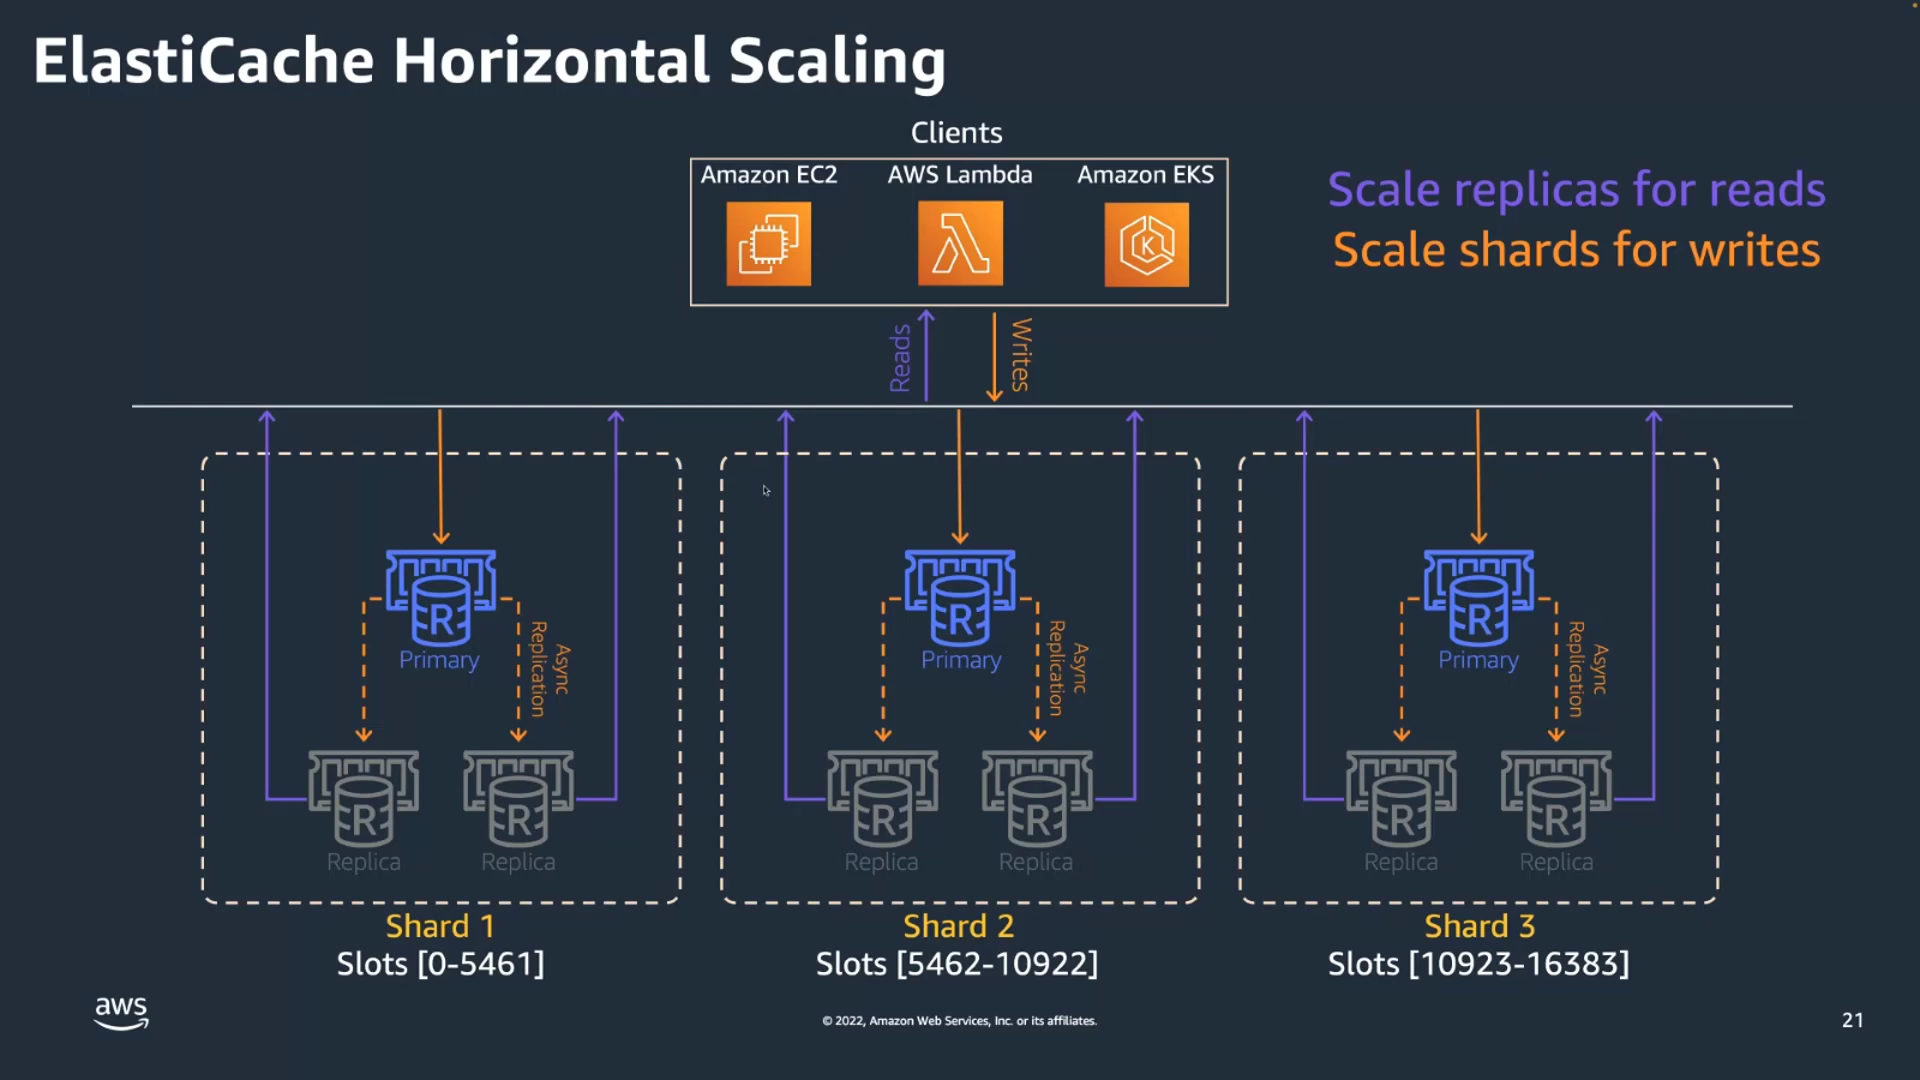 ElastiCache Horizontal Scaling
Clients
Amazon EC2 AWS Lambda Amazon EKS
K
Scale replicas for reads
Scale shards for writes
Reads
Writes
R
Primary
Async
Replication
R
Replica
R
Replica
Shard 1
Slots [0-5461]
R
Primary
Async
Replication
R
Replica
R
Replica
Shard 2
Slots [5462-10922]
R
Primary
Async
Replication
R
Replica
R
Replica
Shard 3
Slots [10923-16383]
aws
© 2022, Amazon Web Services, Inc. or its affiliates.
21